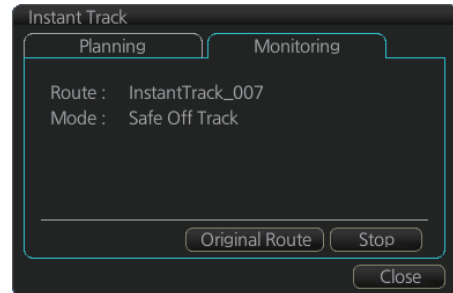 Instant Track
Planning Monitoring
Route : InstantTrack_007
Mode : Safe Off Track
Original Route Stop
Close